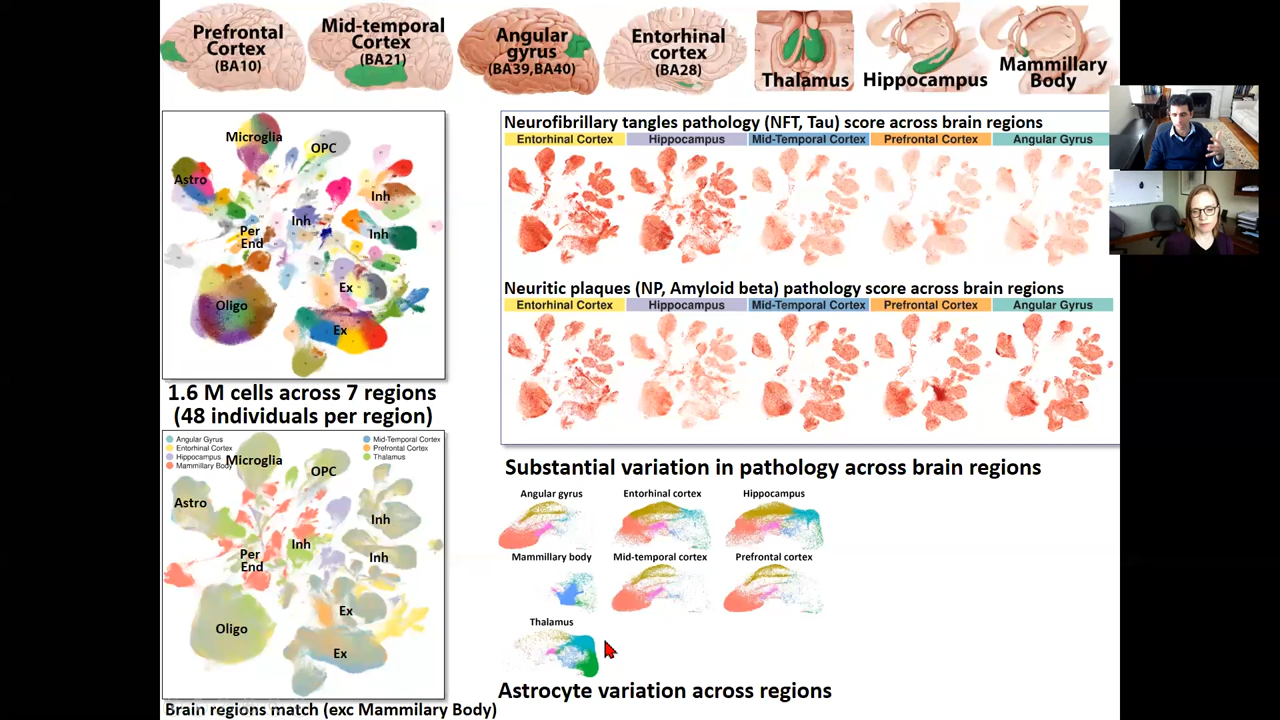 Prefrontal
Cortex
(BA10)
Mid-temporal
Cortex
(BA21)
Angular
gyrus
(BA39,BA40)
Entorhinal
cortex
(BA28)
Thalamus
Hippocampus
Mammillary
Body
Microglia
OPC
Astro
Inh
Inh
Per
End
Inh
Oligo
Ex
Ex
1.6 M cells across 7 regions
(48 individuals per region)
Angular Gyrus
Entorhinal Cortex
Hippocampus
Mammillary Body
Mid-Temporal Cortex
Prefrontal Cortex
Thalamus
Microglia
OPC
Astro
Inh
Inh
Per
End
Inh
Ex
Oligo
Ex
Brain regions match (exc Mammilary Body)
Neurofibrillary tangles pathology (NFT, Tau) score across brain regions
Entorhinal Cortex Hippocampus Mid-Temporal Cortex Prefrontal Cortex Angular Gyrus
Neuritic plaques (NP, Amyloid beta) pathology score across brain regions
Entorhinal Cortex Hippocampus Mid-Temporal Cortex Prefrontal Cortex Angular Gyrus
Substantial variation in pathology across brain regions
Angular gyrus Entorhinal cortex Hippocampus
Mammillary body Mid-temporal cortex Prefrontal cortex
Thalamus
Astrocyte variation across regions